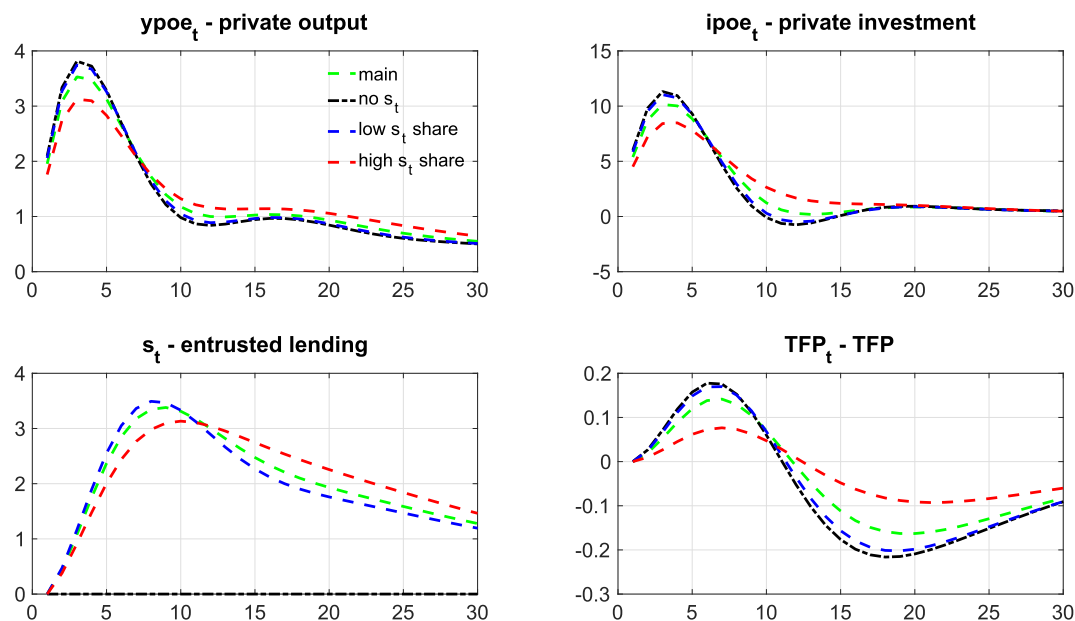 ypoe_t - private output
4
3
2
1
0
0 5 10 15 20 25 30
main
no s_t
low s_t share
high s_t share
ipoe_t - private investment
15
10
5
0
-5
0 5 10 15 20 25 30
s_t - entrusted lending
4
3
2
1
0
0 5 10 15 20 25 30
TFP_t - TFP
0.2
0.1
0
-0.1
-0.2
-0.3
0 5 10 15 20 25 30